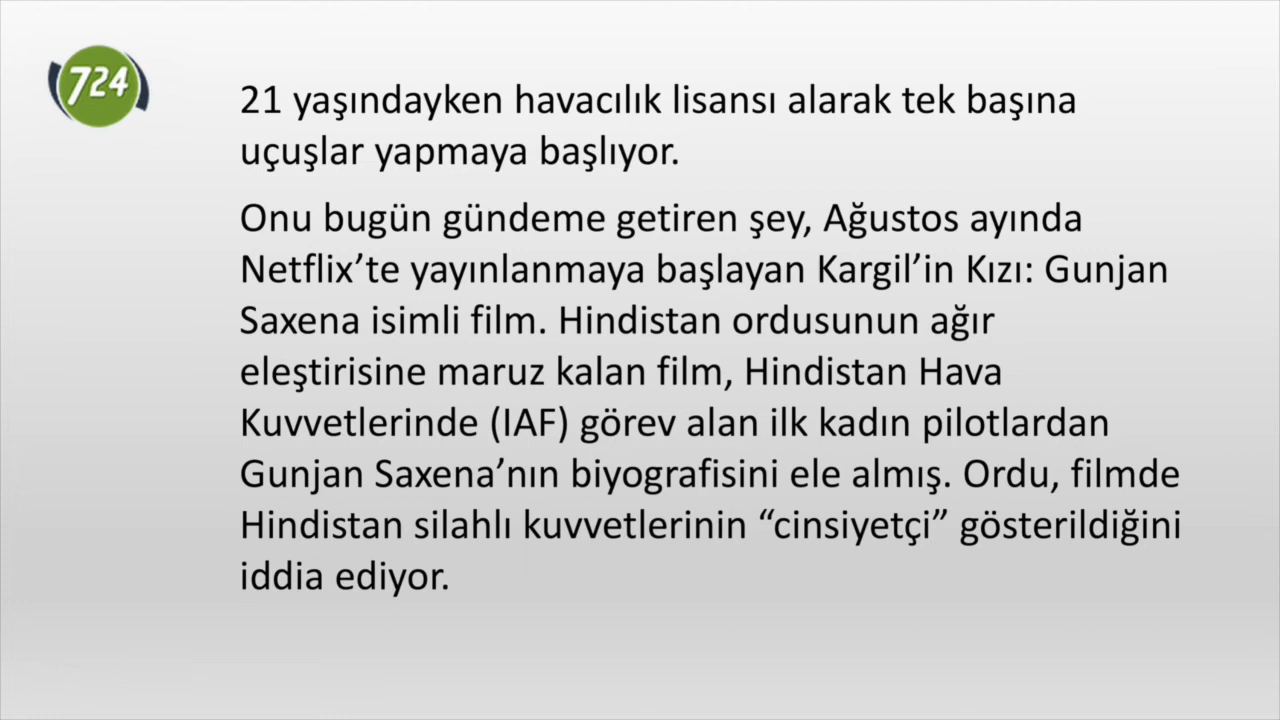 724
21 yaşındayken havacılık lisansı alarak tek başına
uçuşlar yapmaya başlıyor.
Onu bugün gündeme getiren şey, Ağustos ayında
Netflix’te yayınlanmaya başlayan Kargil’in Kızı: Gunjan
Saxena isimli film. Hindistan ordusunun ağır
eleştirisine maruz kalan film, Hindistan Hava
Kuvvetlerinde (IAF) görev alan ilk kadın pilotlardan
Gunjan Saxena’nın biyografisini ele almış. Ordu, filmde
Hindistan silahlı kuvvetlerinin “cinsiyetçi” gösterildiğini
iddia ediyor.